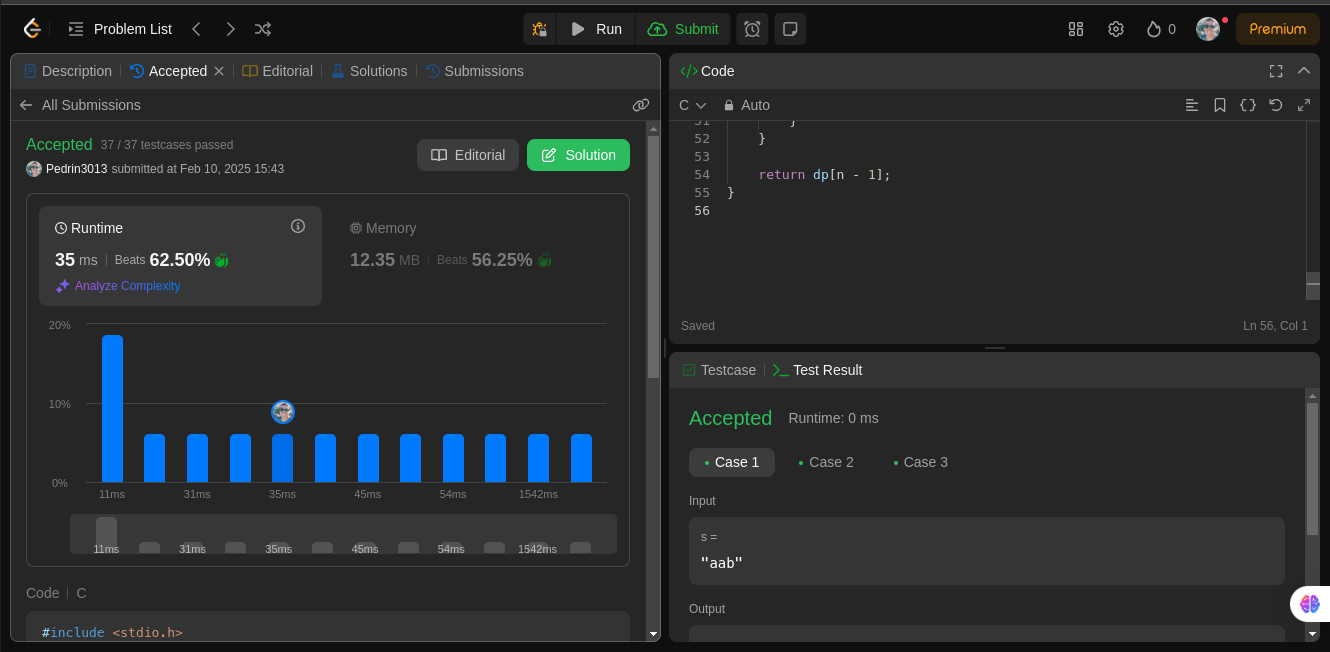 Problem List
Run
Submit
0
Premium
Description
Accepted
Editorial
Solutions
Submissions
All Submissions
Accepted 37 / 37 testcases passed
Pedrin3013 submitted at Feb 10, 2025 15:43
Editorial
Solution
Runtime
35 ms | Beats 62.50%
Analyze Complexity
Memory
12.35 MB | Beats 56.25%
20%
10%
0%
11ms 31ms 35ms 45ms 54ms 1542ms
11ms 31ms 35ms 45ms 54ms 1542ms
Code | C
#include <stdio.h>
</> Code
C Auto
51 }
52 }
53
54 return dp[n - 1];
55 }
56
Saved
Ln 56, Col 1
Testcase
>_ Test Result
Accepted Runtime: 0 ms
• Case 1 • Case 2 • Case 3
Input
s =
"aab"
Output